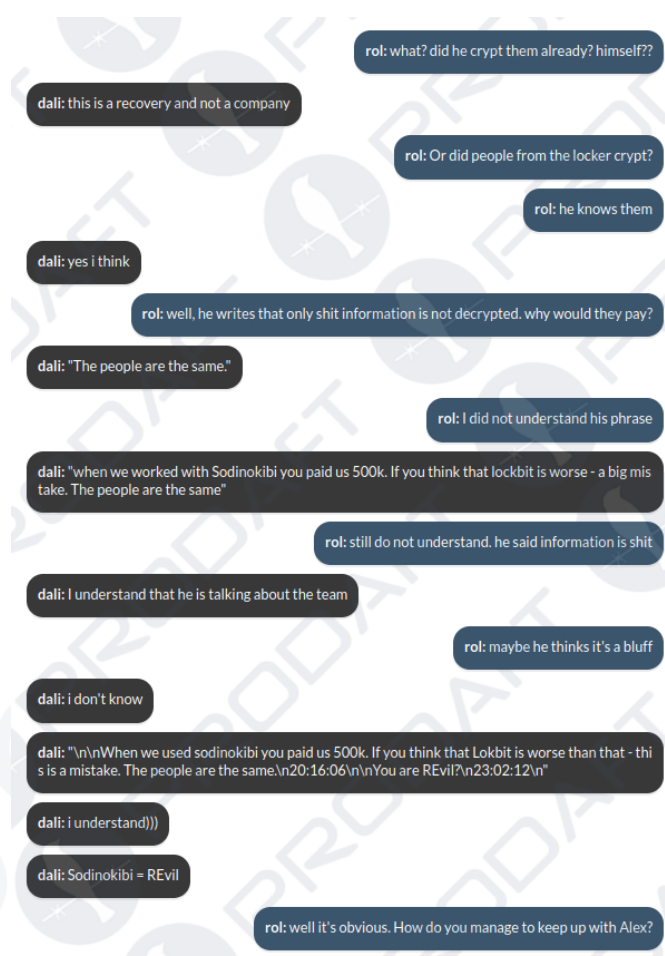 rol: what? did he crypt them already? himself??
dali: this is a recovery and not a company
rol: Or did people from the locker crypt?
rol: he knows them
dali: yes i think
rol: well, he writes that only shit information is not decrypted. why would they pay?
dali: "The people are the same."
rol: I did not understand his phrase
dali: "when we worked with Sodinokibi you paid us 500k. If you think that lockbit is worse - a big mis
take. The people are the same"
rol: still do not understand. he said information is shit
dali: I understand that he is talking about the team
rol: maybe he thinks it's a bluff
dali: i don't know
dali: "\n\nWhen we used sodinokibi you paid us 500k. If you think that Lokbit is worse than that - thi
s is a mistake. The people are the same.\n20:16:06\n\nYou are REvil?\n23:02:12\n"
dali: i understand)))
dali: Sodinokibi = REvil
rol: well it's obvious. How do you manage to keep up with Alex?
PRODAFT